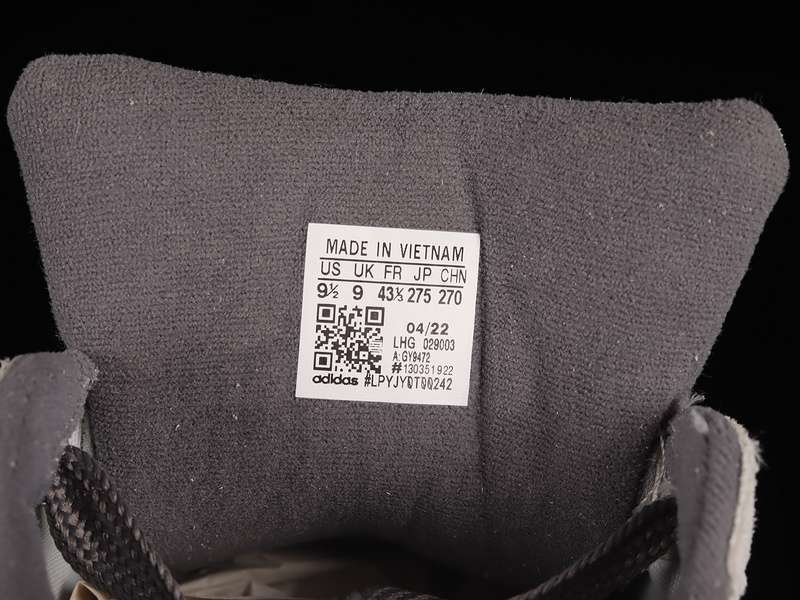 MADE IN VIETNAM
US UK FR JP CHN
9½ 9 43⅓ 275 270
04/22
LHG 029003
A:GY9472
#130351922
adidas #LPYJYQT00242